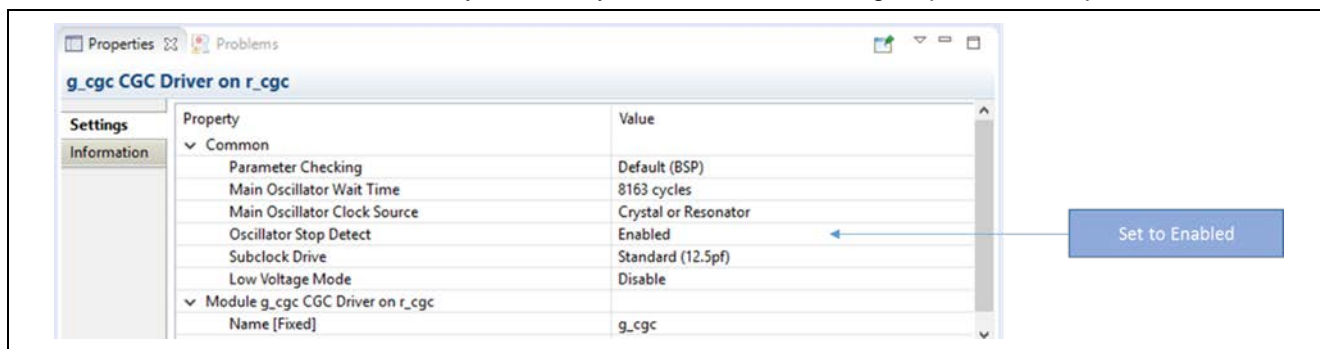 Properties Problems
g_cgc CGC Driver on r_cgc
Settings
Information
Property Value
Common
Parameter Checking Default (BSP)
Main Oscillator Wait Time 8163 cycles
Main Oscillator Clock Source Crystal or Resonator
Oscillator Stop Detect Enabled
Set to Enabled
Subclock Drive Standard (12.5pf)
Low Voltage Mode Disable
Module g_cgc CGC Driver on r_cgc
Name [Fixed] g_cgc